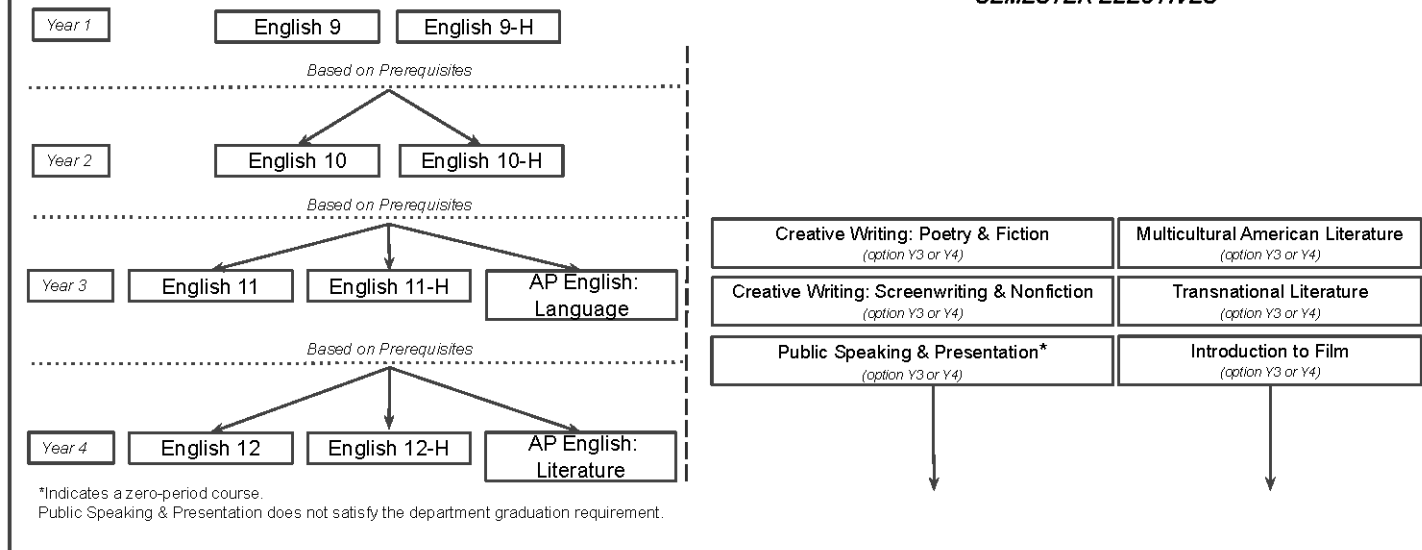 SEMESTER ELECTIVES
Year 1
English 9
English 9-H
Based on Prerequisites
Year 2
English 10
English 10-H
Based on Prerequisites
Year 3
English 11
English 11-H
AP English:
Language
Based on Prerequisites
Year 4
English 12
English 12-H
AP English:
Literature
*Indicates a zero-period course.
Public Speaking & Presentation does not satisfy the department graduation requirement.
Creative Writing: Poetry & Fiction
(option Y3 or Y4)
Multicultural American Literature
(option Y3 or Y4)
Creative Writing: Screenwriting & Nonfiction
(option Y3 or Y4)
Transnational Literature
(option Y3 or Y4)
Public Speaking & Presentation*
(option Y3 or Y4)
Introduction to Film
(option Y3 or Y4)